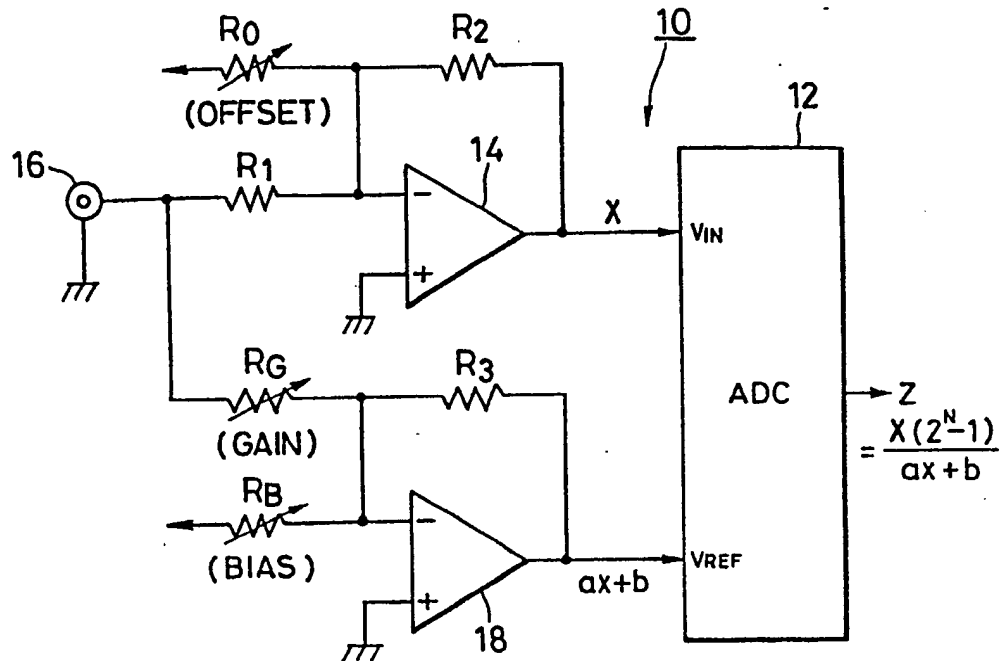 10
R0
(OFFSET)
R2
12
16
R1
14
−
+
X
VIN
RG
(GAIN)
R3
ADC
Z
= X(2^N-1)
ax+b
RB
(BIAS)
−
+
18
ax+b
VREF